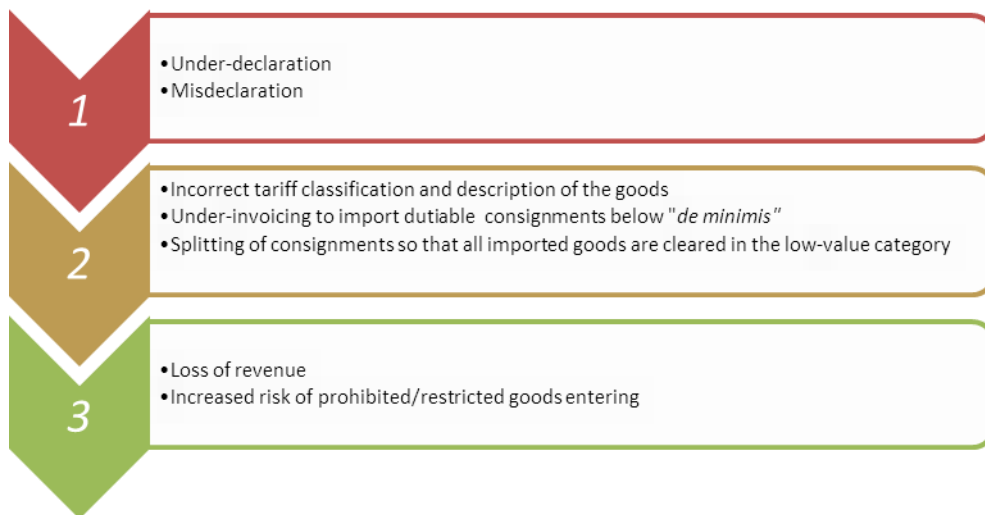 1
•Under-declaration
•Misdeclaration
2
•Incorrect tariff classification and description of the goods
•Under-invoicing to import dutiable consignments below "de minimis"
•Splitting of consignments so that all imported goods are cleared in the low-value category
3
•Loss of revenue
•Increased risk of prohibited/restricted goods entering